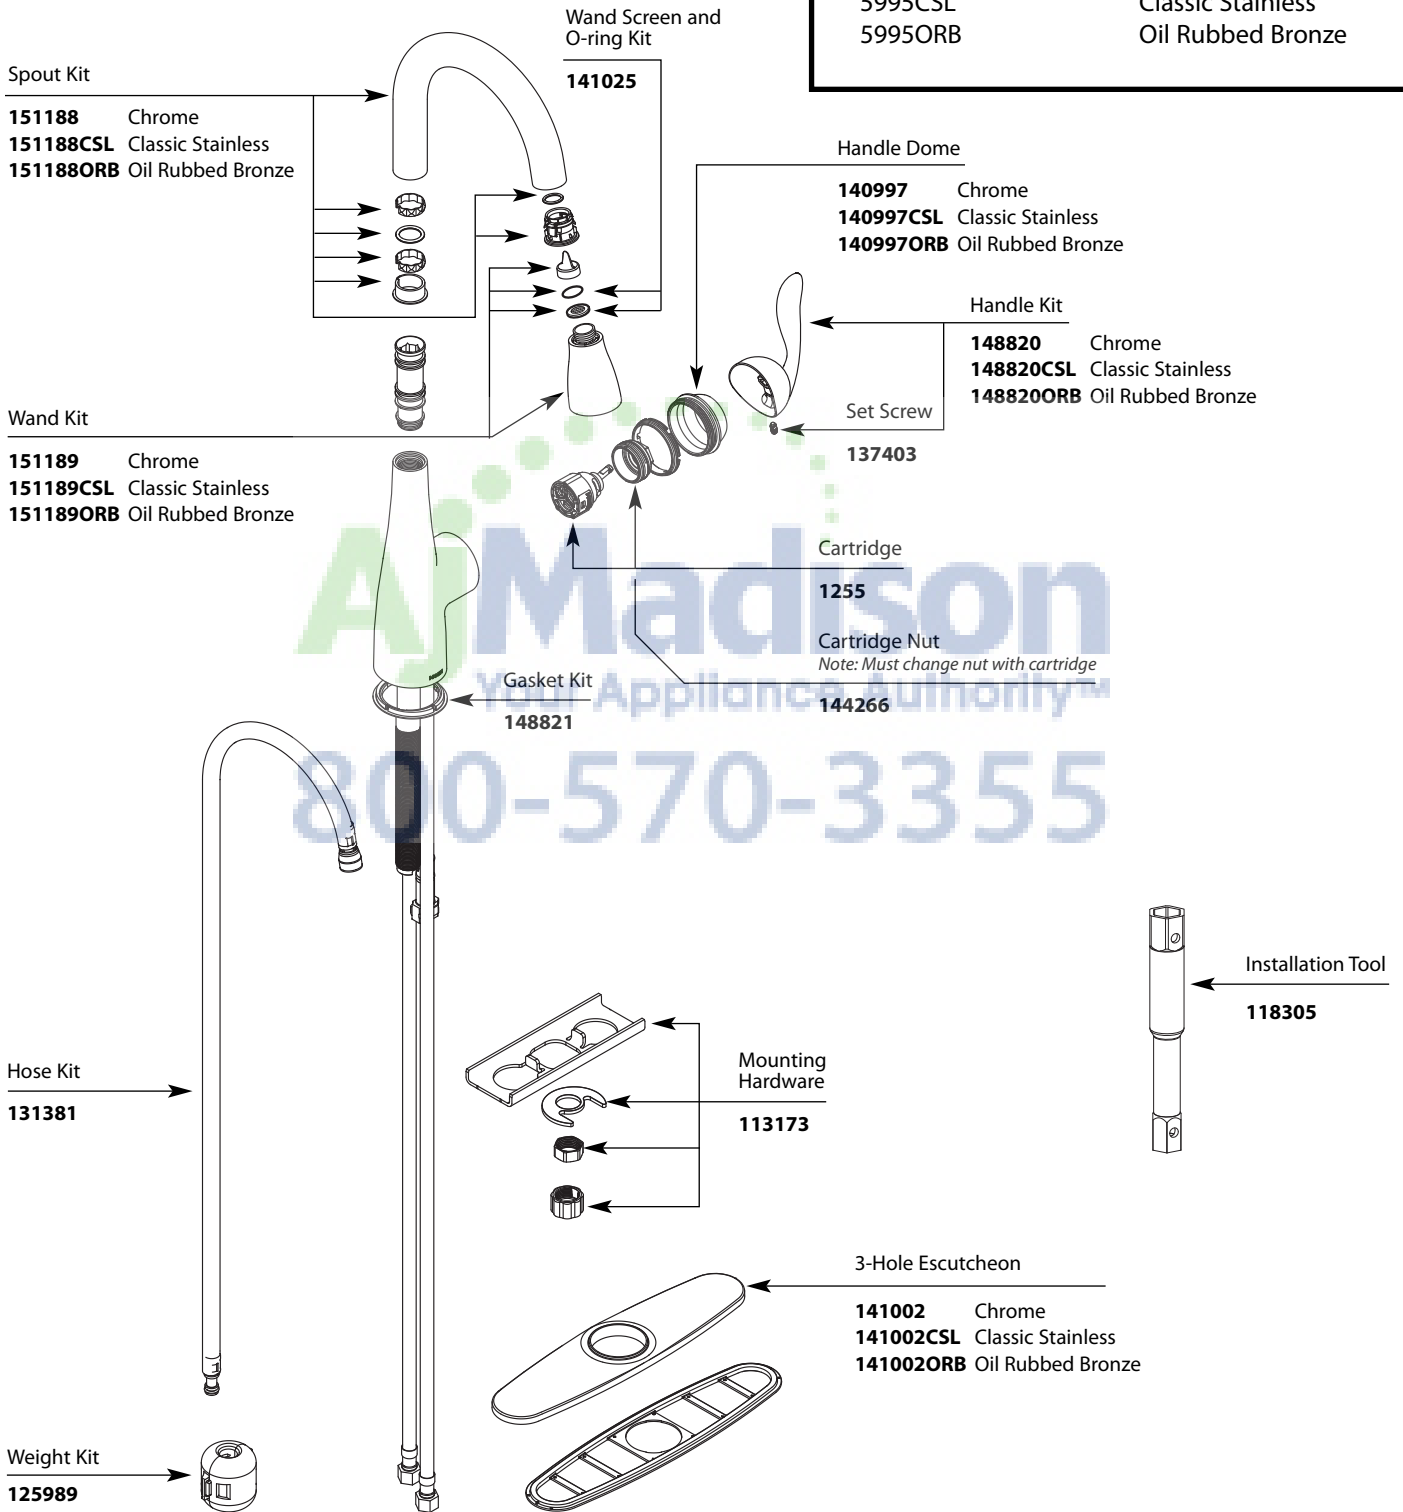 5995CSL Classic Stainless
5995ORB Oil Rubbed Bronze
Wand Screen and
O-ring Kit
141025
Spout Kit
151188 Chrome
151188CSL Classic Stainless
151188ORB Oil Rubbed Bronze
Handle Dome
140997 Chrome
140997CSL Classic Stainless
140997ORB Oil Rubbed Bronze
Handle Kit
148820 Chrome
148820CSL Classic Stainless
148820ORB Oil Rubbed Bronze
Set Screw
137403
Wand Kit
151189 Chrome
151189CSL Classic Stainless
151189ORB Oil Rubbed Bronze
Cartridge
1255
Cartridge Nut
Note: Must change nut with cartridge
144266
Gasket Kit
148821
AjMadison
Your Appliance Authority™
800-570-3355
Installation Tool
118305
Mounting
Hardware
113173
Hose Kit
131381
3-Hole Escutcheon
141002 Chrome
141002CSL Classic Stainless
141002ORB Oil Rubbed Bronze
Weight Kit
125989